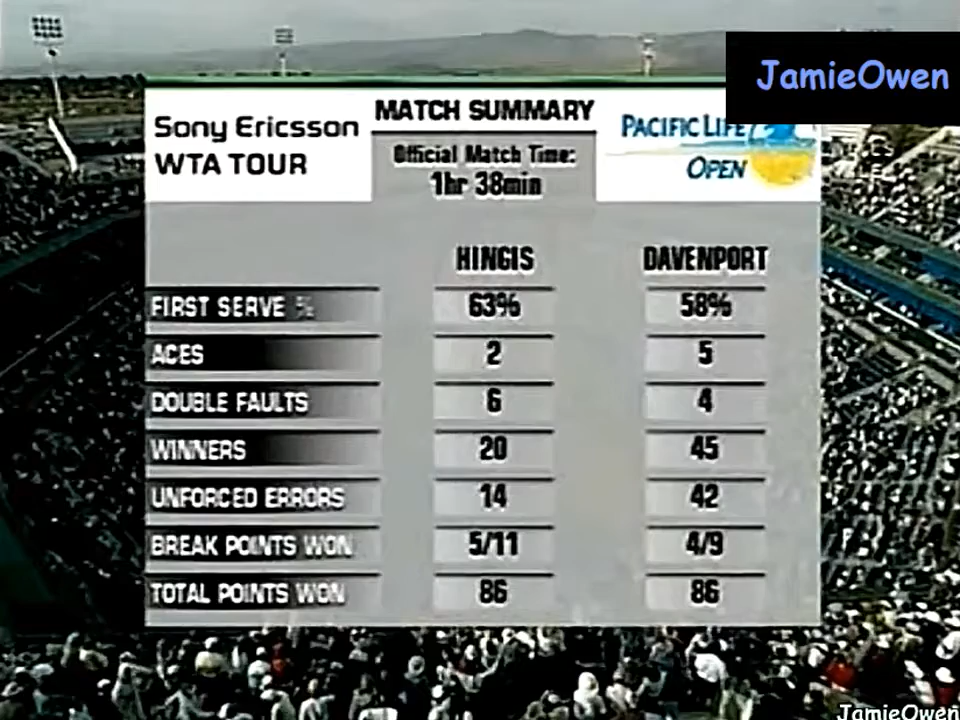 JamieOwen
Sony Ericsson
WTA TOUR
MATCH SUMMARY
Official Match Time:
1hr 38min
PACIFIC LIFE
OPEN
HINGIS DAVENPORT
FIRST SERVE % 63% 58%
ACES 2 5
DOUBLE FAULTS 6 4
WINNERS 20 45
UNFORCED ERRORS 14 42
BREAK POINTS WON 5/11 4/9
TOTAL POINTS WON 86 86
JamieOwen